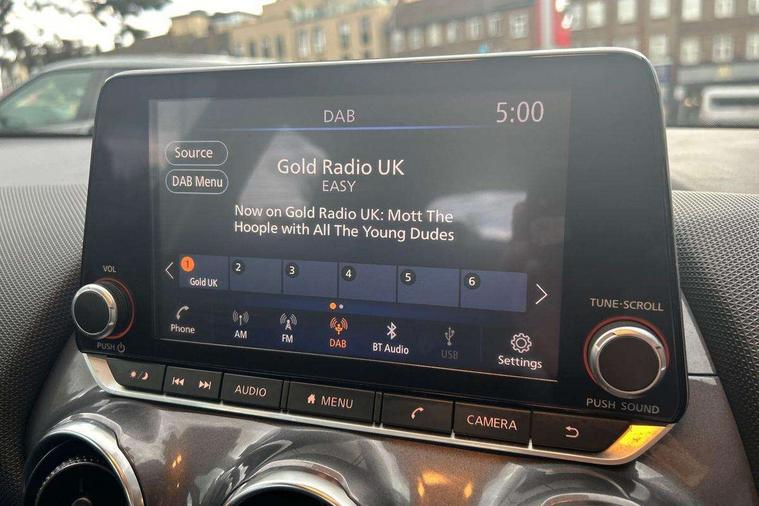 DAB
5:00
Source
Gold Radio UK
DAB Menu
EASY
Now on Gold Radio UK: Mott The
Hoople with All The Young Dudes
1 2 3 4 5 6
Gold UK
VOL
TUNE·SCROLL
Phone
AM FM DAB BT Audio USB Settings
PUSH
PUSH SOUND
AUDIO MENU CAMERA